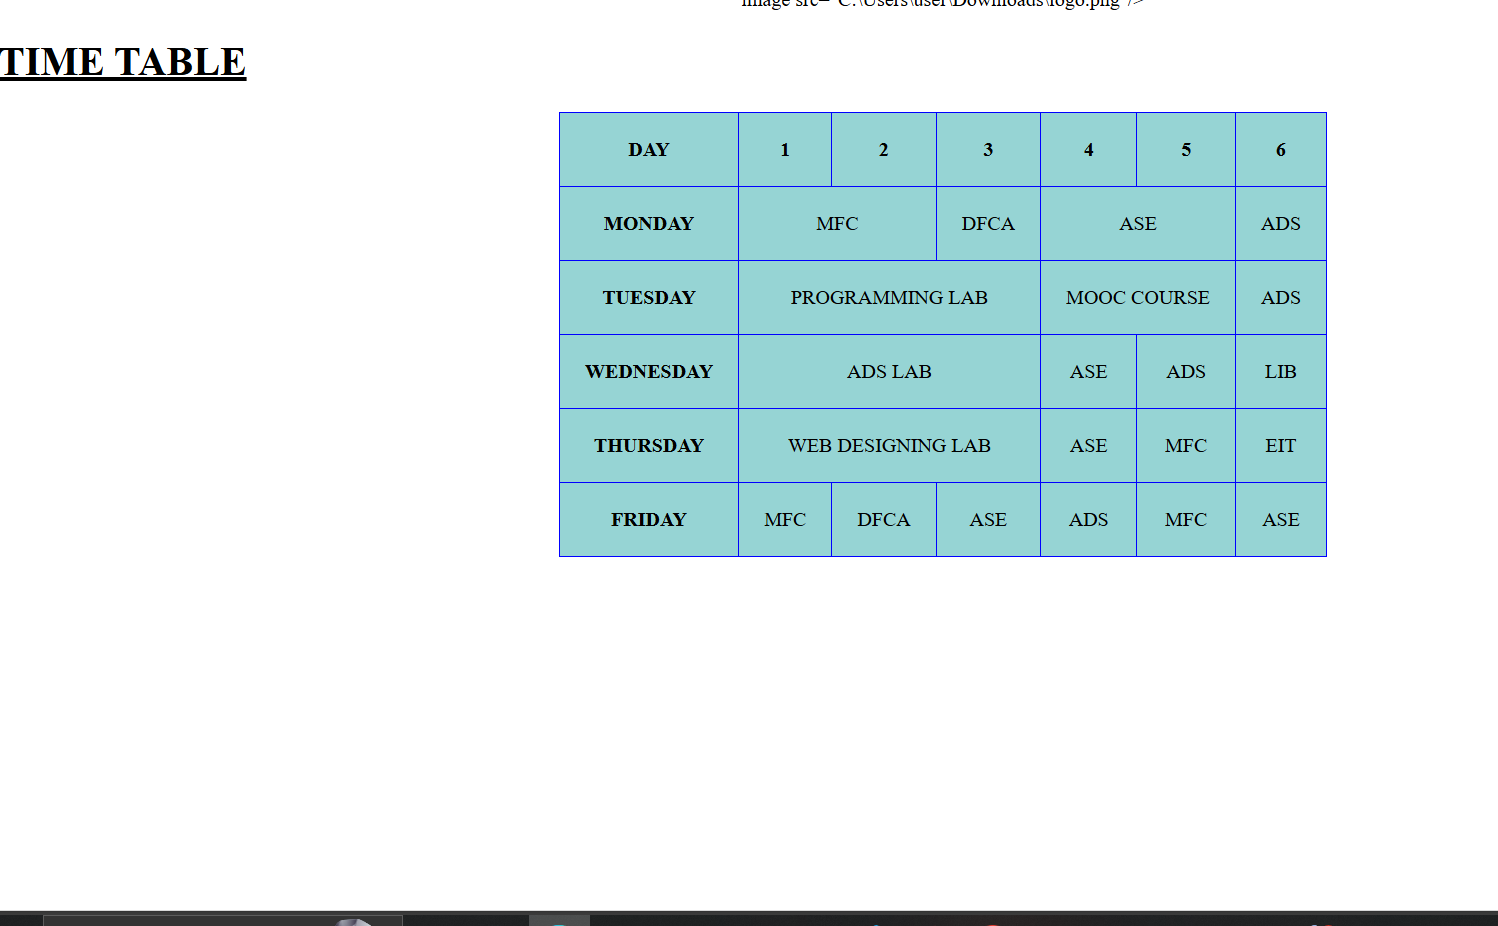 image src="C:\Users\user\Downloads\logo.png"/>
TIME TABLE
DAY 1 2 3 4 5 6
MONDAY MFC DFCA ASE ADS
TUESDAY PROGRAMMING LAB MOOC COURSE ADS
WEDNESDAY ADS LAB ASE ADS LIB
THURSDAY WEB DESIGNING LAB ASE MFC EIT
FRIDAY MFC DFCA ASE ADS MFC ASE